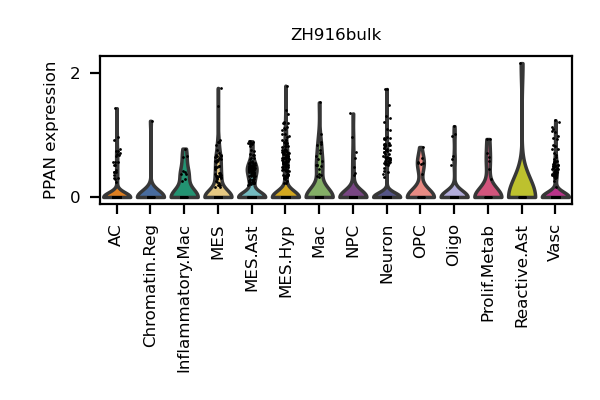 ZH916bulk
PPAN expression
2
0
AC
Chromatin.Reg
Inflammatory.Mac
MES
MES.Ast
MES.Hyp
Mac
NPC
Neuron
OPC
Oligo
Prolif.Metab
Reactive.Ast
Vasc